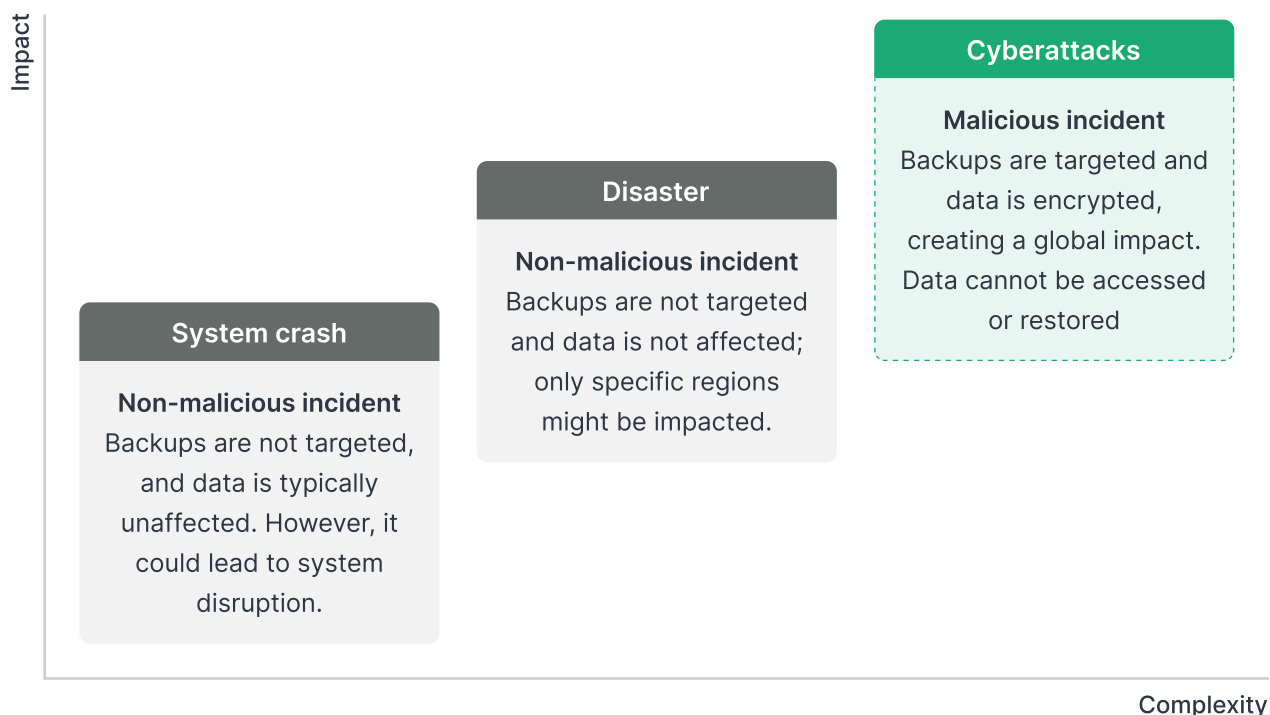 Impact
Cyberattacks
Malicious incident
Backups are targeted and
data is encrypted,
creating a global impact.
Data cannot be accessed
or restored
Disaster
Non-malicious incident
Backups are not targeted
and data is not affected;
only specific regions
might be impacted.
System crash
Non-malicious incident
Backups are not targeted,
and data is typically
unaffected. However, it
could lead to system
disruption.
Complexity